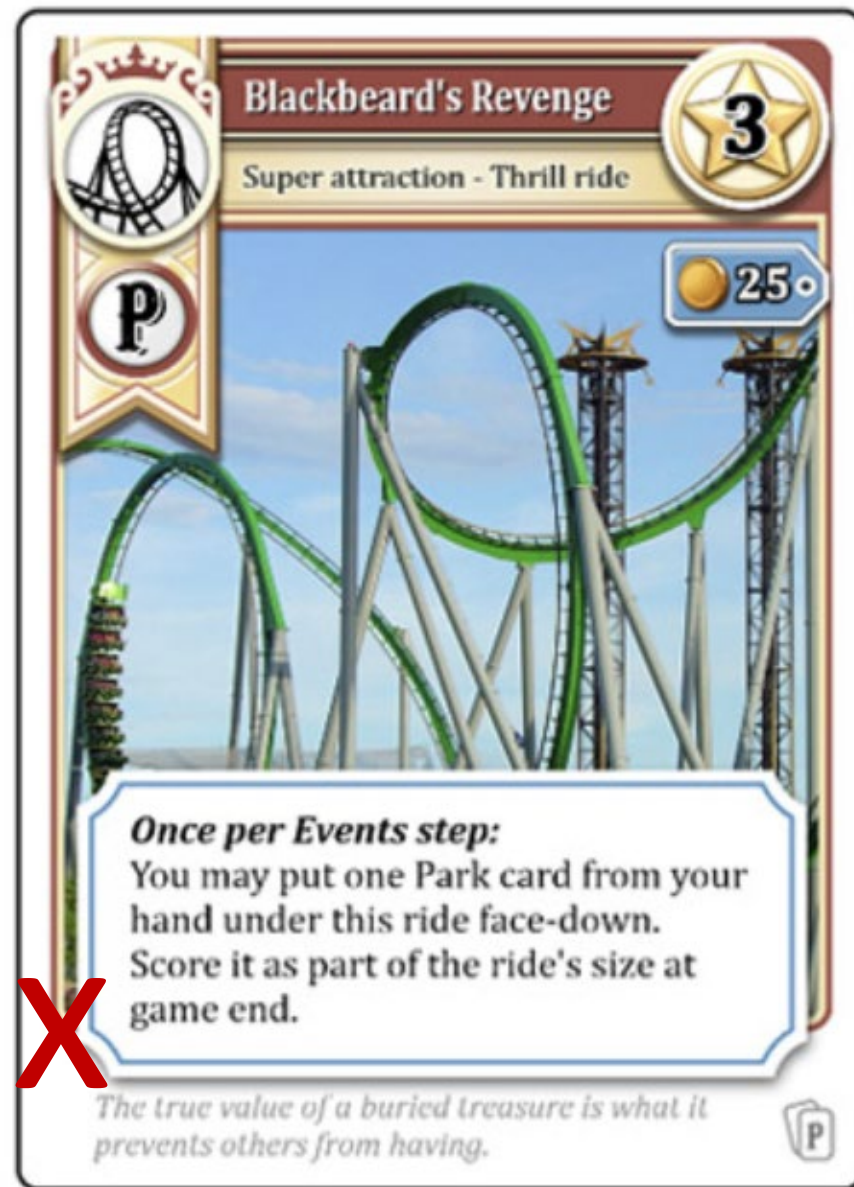 Blackbeard's Revenge
3
Super attraction - Thrill ride
P
25
Once per Events step:
You may put one Park card from your
hand under this ride face-down.
Score it as part of the ride's size at
game end.
X
The true value of a buried treasure is what it
prevents others from having.
P